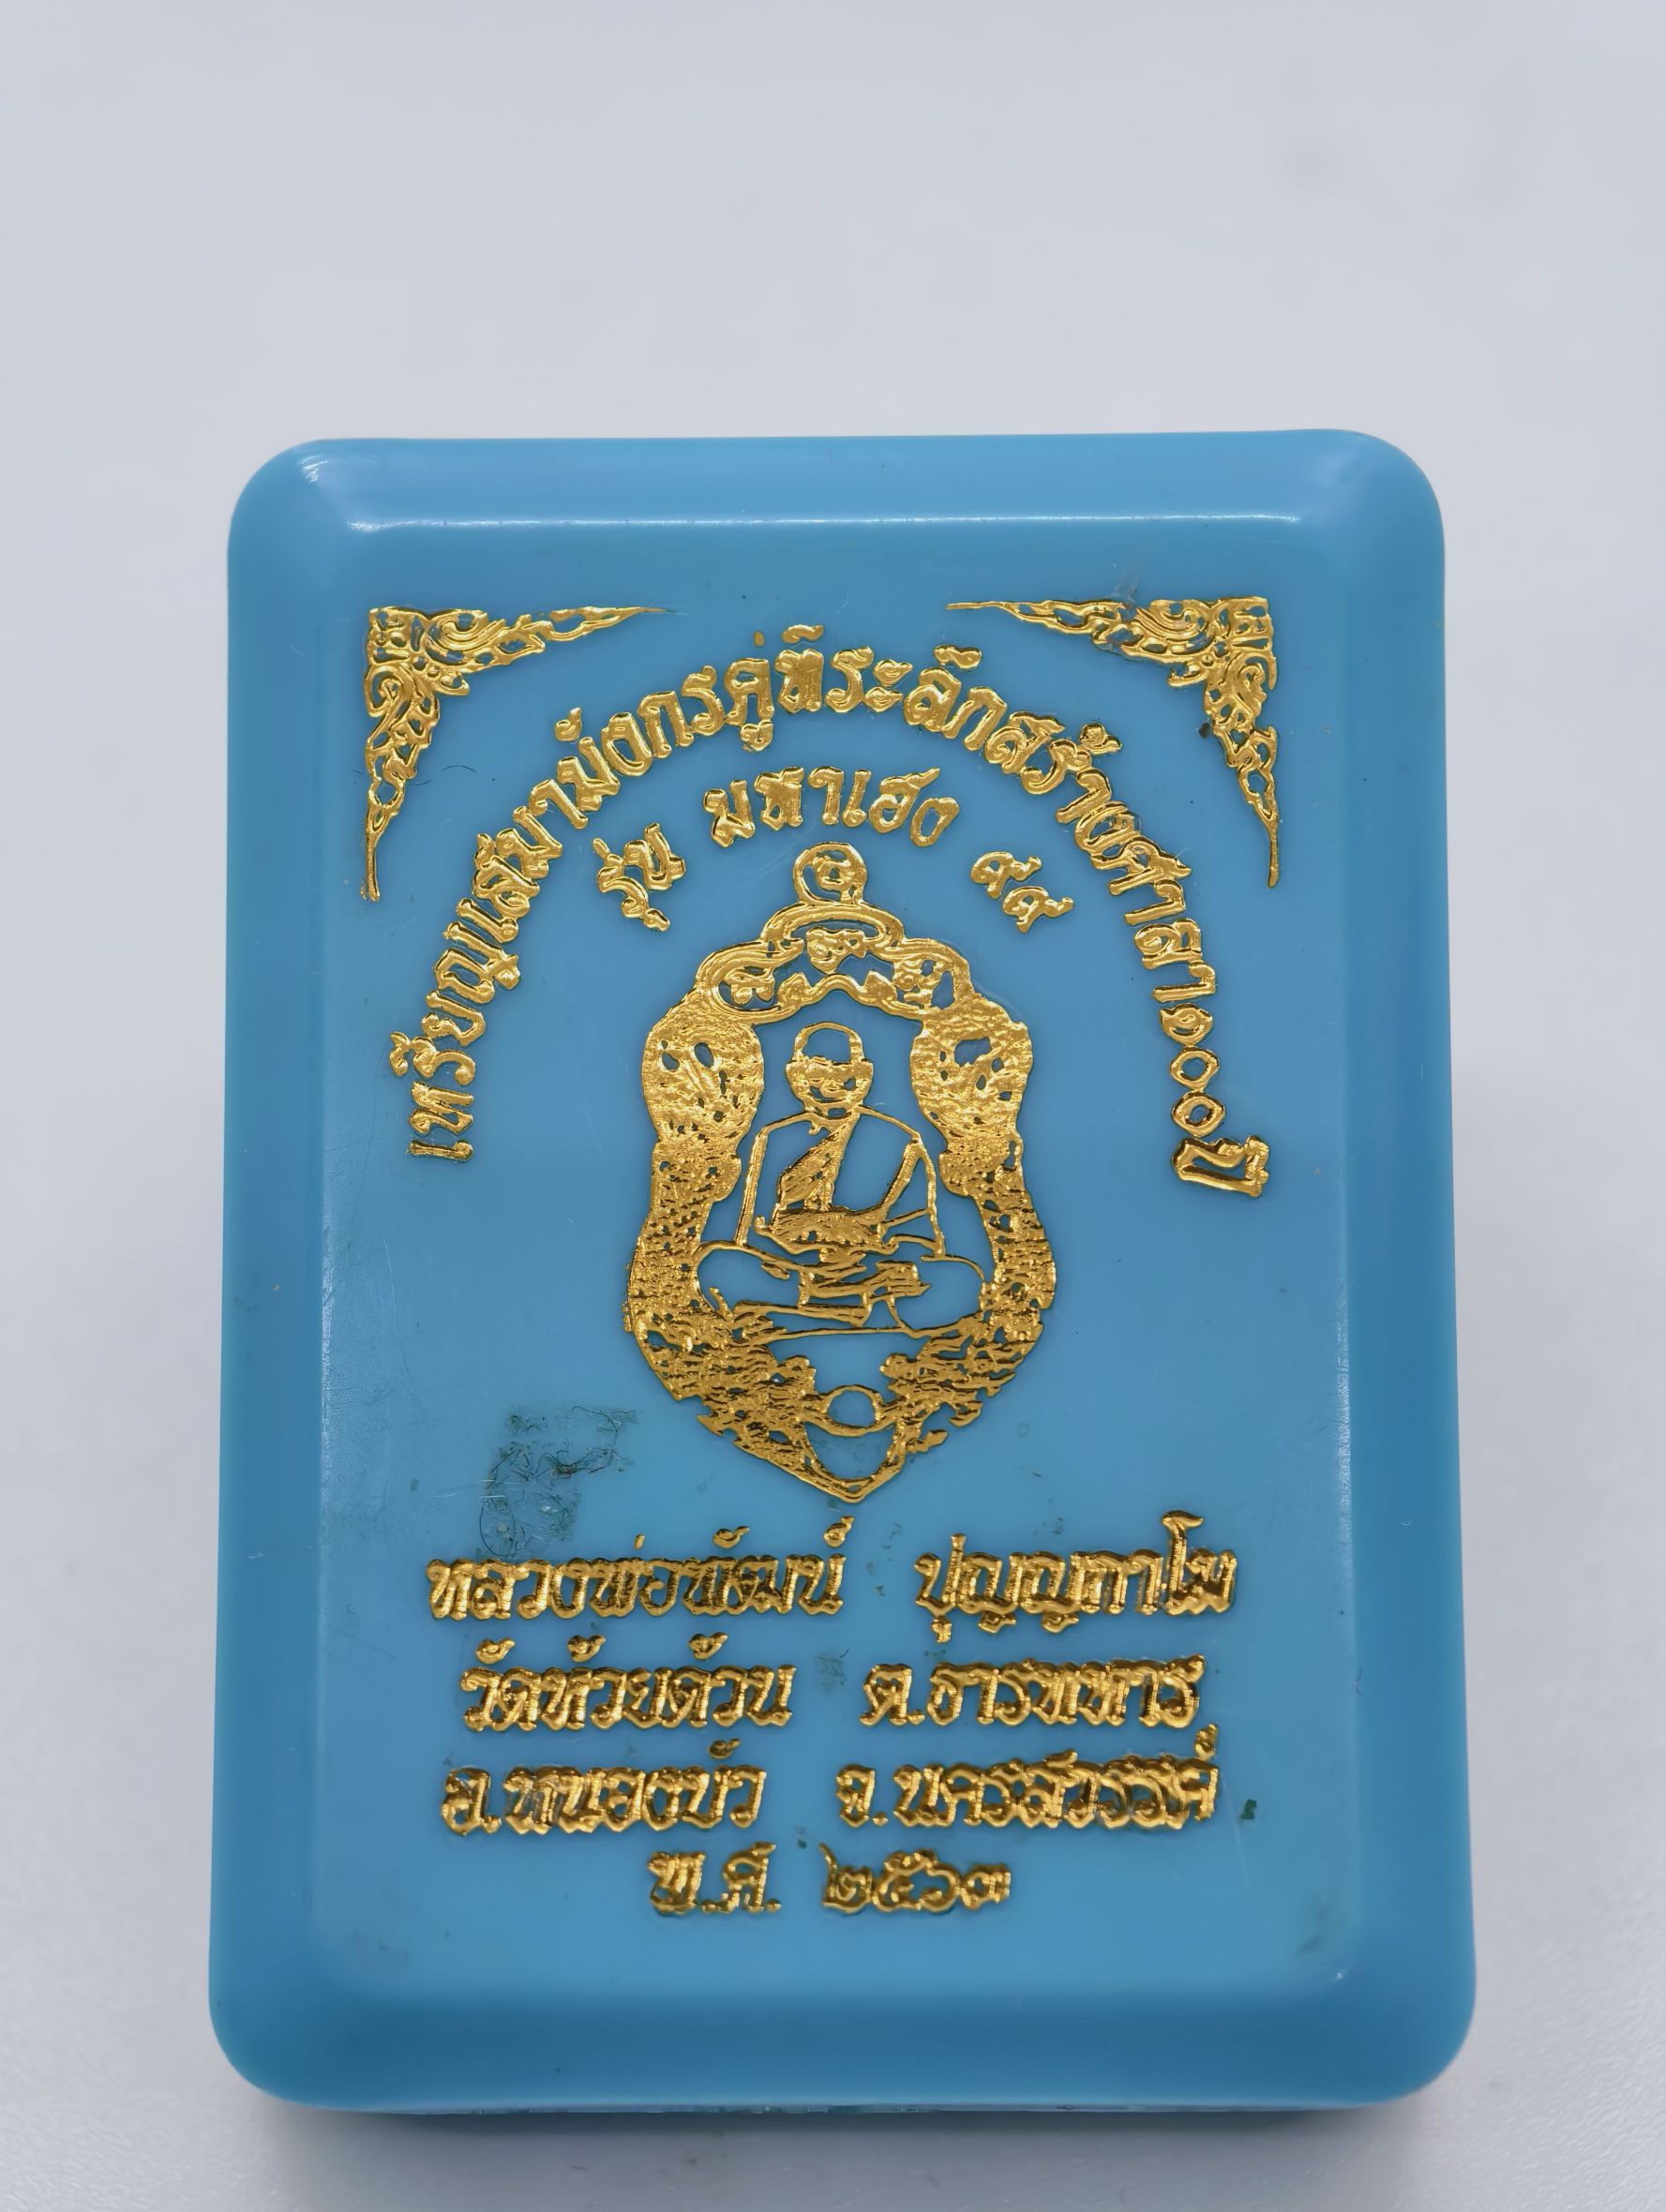 เหรียญเสมามังกรคู่ที่ระลึกสร้างศาลา๑๐๐ปี
รุ่น มหาเฮง ๙๙
หลวงพ่อพัฒน์ ปุญญกาโม
วัดห้วยด้วน ต.ธารทหาร
อ.หนองบัว จ.นครสวรรค์
พ.ศ. ๒๕๖๓